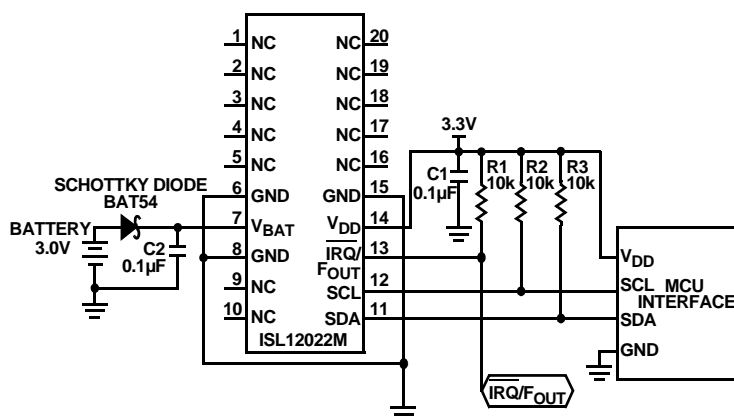 1 NC NC 20
2 NC NC 19
3 NC NC 18
4 NC NC 17
5 NC NC 16
6 GND GND 15
7 VBAT VDD 14
8 GND IRQ/FOUT 13
9 NC SCL 12
10 NC SDA 11
ISL12022M
SCHOTTKY DIODE
BAT54
BATTERY
3.0V
C2
0.1µF
3.3V
C1
0.1µF
R1
10k
R2
10k
R3
10k
VDD
SCL MCU
INTERFACE
SDA
GND
IRQ/FOUT